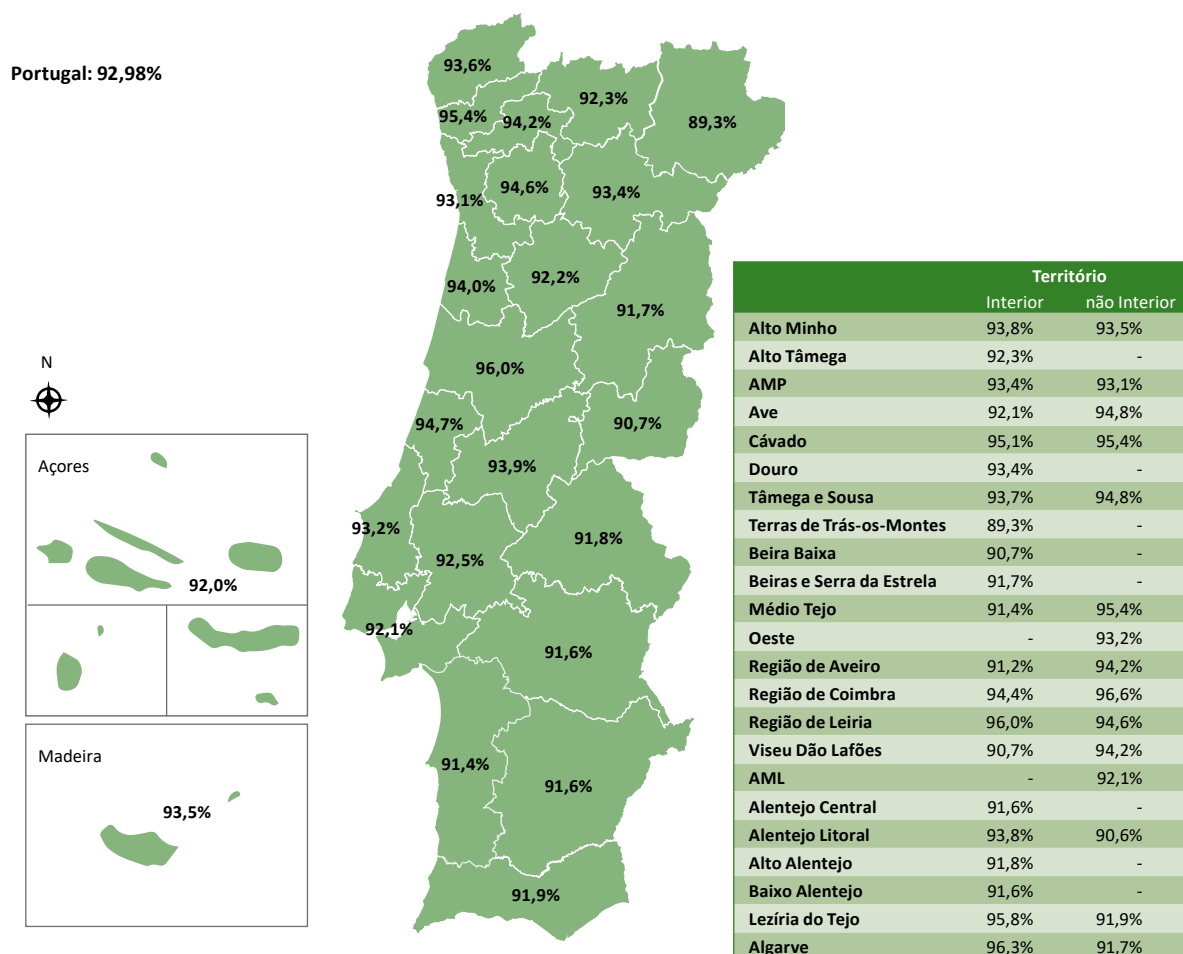 Portugal: 92,98%
93,6%
92,3%
95,4%
94,2%
89,3%
94,6%
93,4%
93,1%
92,2%
94,0%
91,7%
96,0%
94,7%
90,7%
93,9%
93,2%
91,8%
92,5%
92,1%
91,6%
91,4%
91,6%
91,9%
N
Açores
92,0%
Madeira
93,5%
Território
Interior não Interior
Alto Minho 93,8% 93,5%
Alto Tâmega 92,3% -
AMP 93,4% 93,1%
Ave 92,1% 94,8%
Cávado 95,1% 95,4%
Douro 93,4% -
Tâmega e Sousa 93,7% 94,8%
Terras de Trás-os-Montes 89,3% -
Beira Baixa 90,7% -
Beiras e Serra da Estrela 91,7% -
Médio Tejo 91,4% 95,4%
Oeste - 93,2%
Região de Aveiro 91,2% 94,2%
Região de Coimbra 94,4% 96,6%
Região de Leiria 96,0% 94,6%
Viseu Dão Lafões 90,7% 94,2%
AML - 92,1%
Alentejo Central 91,6% -
Alentejo Litoral 93,8% 90,6%
Alto Alentejo 91,8% -
Baixo Alentejo 91,6% -
Lezíria do Tejo 95,8% 91,9%
Algarve 96,3% 91,7%